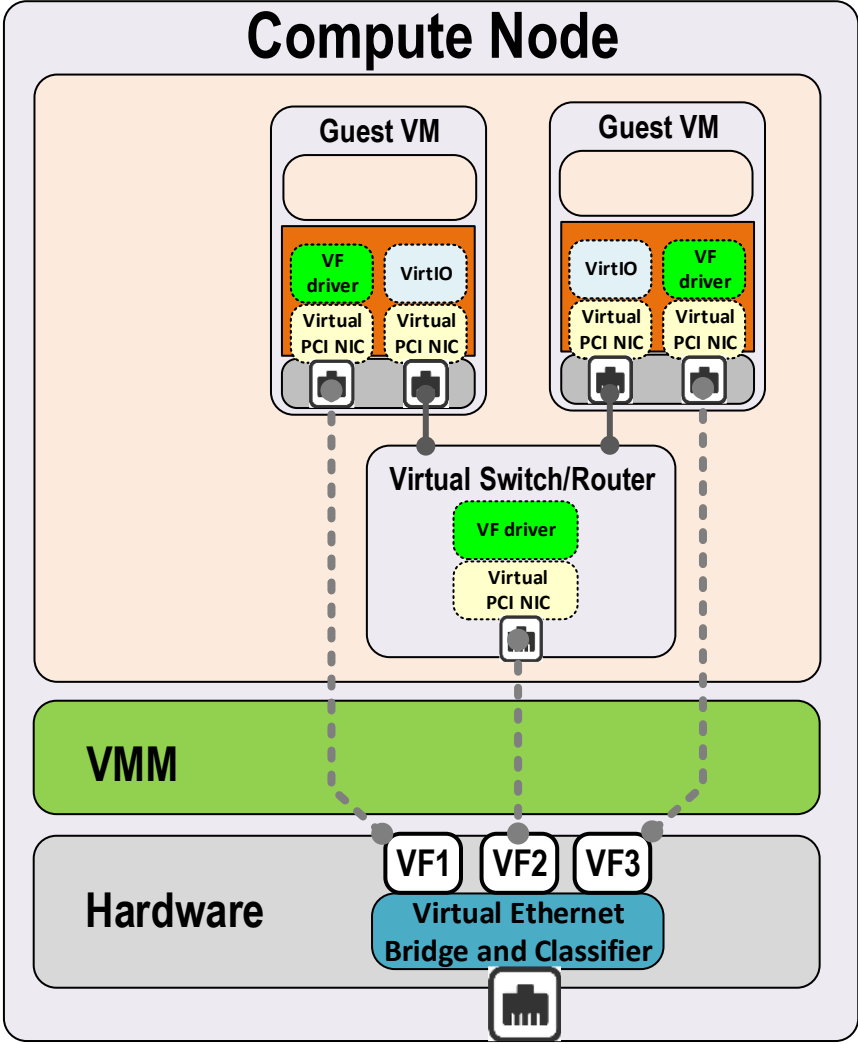 Compute Node
Guest VM
VF
driver
VirtIO
Virtual
PCI NIC
Virtual
PCI NIC
Guest VM
VirtIO
VF
driver
Virtual
PCI NIC
Virtual
PCI NIC
Virtual Switch/Router
VF driver
Virtual
PCI NIC
VMM
Hardware
VF1
VF2
VF3
Virtual Ethernet
Bridge and Classifier